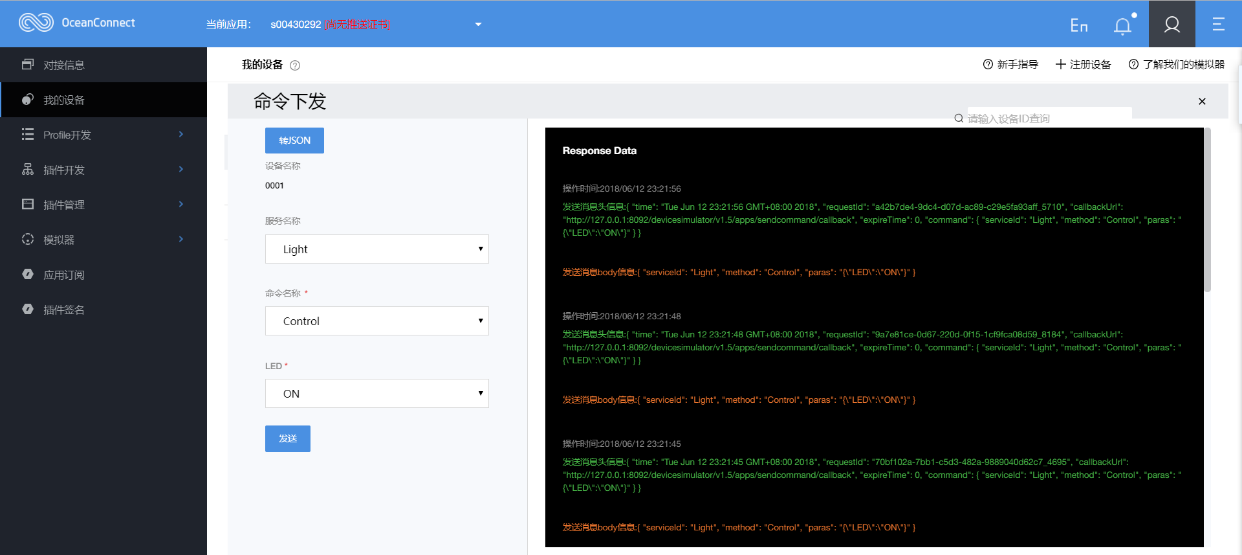 OceanConnect
当前应用: s00430292 [尚无推送证书]
En
对接信息
我的设备
Profile开发
插件开发
插件管理
模拟器
应用订阅
插件签名
我的设备
新手指导
注册设备
了解我们的模拟器
命令下发
×
请输入设备ID查询
转JSON
设备名称
0001
服务名称
Light
命令名称 *
Control
LED *
ON
发送
Response Data
操作时间:2018/06/12 23:21:56
发送消息头信息:{ "time": "Tue Jun 12 23:21:56 GMT+08:00 2018", "requestId": "a42b7de4-9dc4-d07d-ac89-c29e5fa93aff_5710", "callbackUrl":
"http://127.0.0.1:8092/devicesimulator/v1.5/apps/sendcommand/callback", "expireTime": 0, "command": { "serviceId": "Light", "method": "Control", "paras": "
{\"LED\":\"ON\"}" } }
发送消息body信息:{ "serviceId": "Light", "method": "Control", "paras": "{\"LED\":\"ON\"}" }
操作时间:2018/06/12 23:21:48
发送消息头信息:{ "time": "Tue Jun 12 23:21:48 GMT+08:00 2018", "requestId": "9a7e81ce-0d67-220d-0f15-1cf9fca08d59_8184", "callbackUrl":
"http://127.0.0.1:8092/devicesimulator/v1.5/apps/sendcommand/callback", "expireTime": 0, "command": { "serviceId": "Light", "method": "Control", "paras": "
{\"LED\":\"ON\"}" } }
发送消息body信息:{ "serviceId": "Light", "method": "Control", "paras": "{\"LED\":\"ON\"}" }
操作时间:2018/06/12 23:21:45
发送消息头信息:{ "time": "Tue Jun 12 23:21:45 GMT+08:00 2018", "requestId": "70bf102a-7bb1-c5d3-482a-9889040d62c7_4695", "callbackUrl":
"http://127.0.0.1:8092/devicesimulator/v1.5/apps/sendcommand/callback", "expireTime": 0, "command": { "serviceId": "Light", "method": "Control", "paras": "
{\"LED\":\"ON\"}" } }
发送消息body信息:{ "serviceId": "Light", "method": "Control", "paras": "{\"LED\":\"ON\"}" }